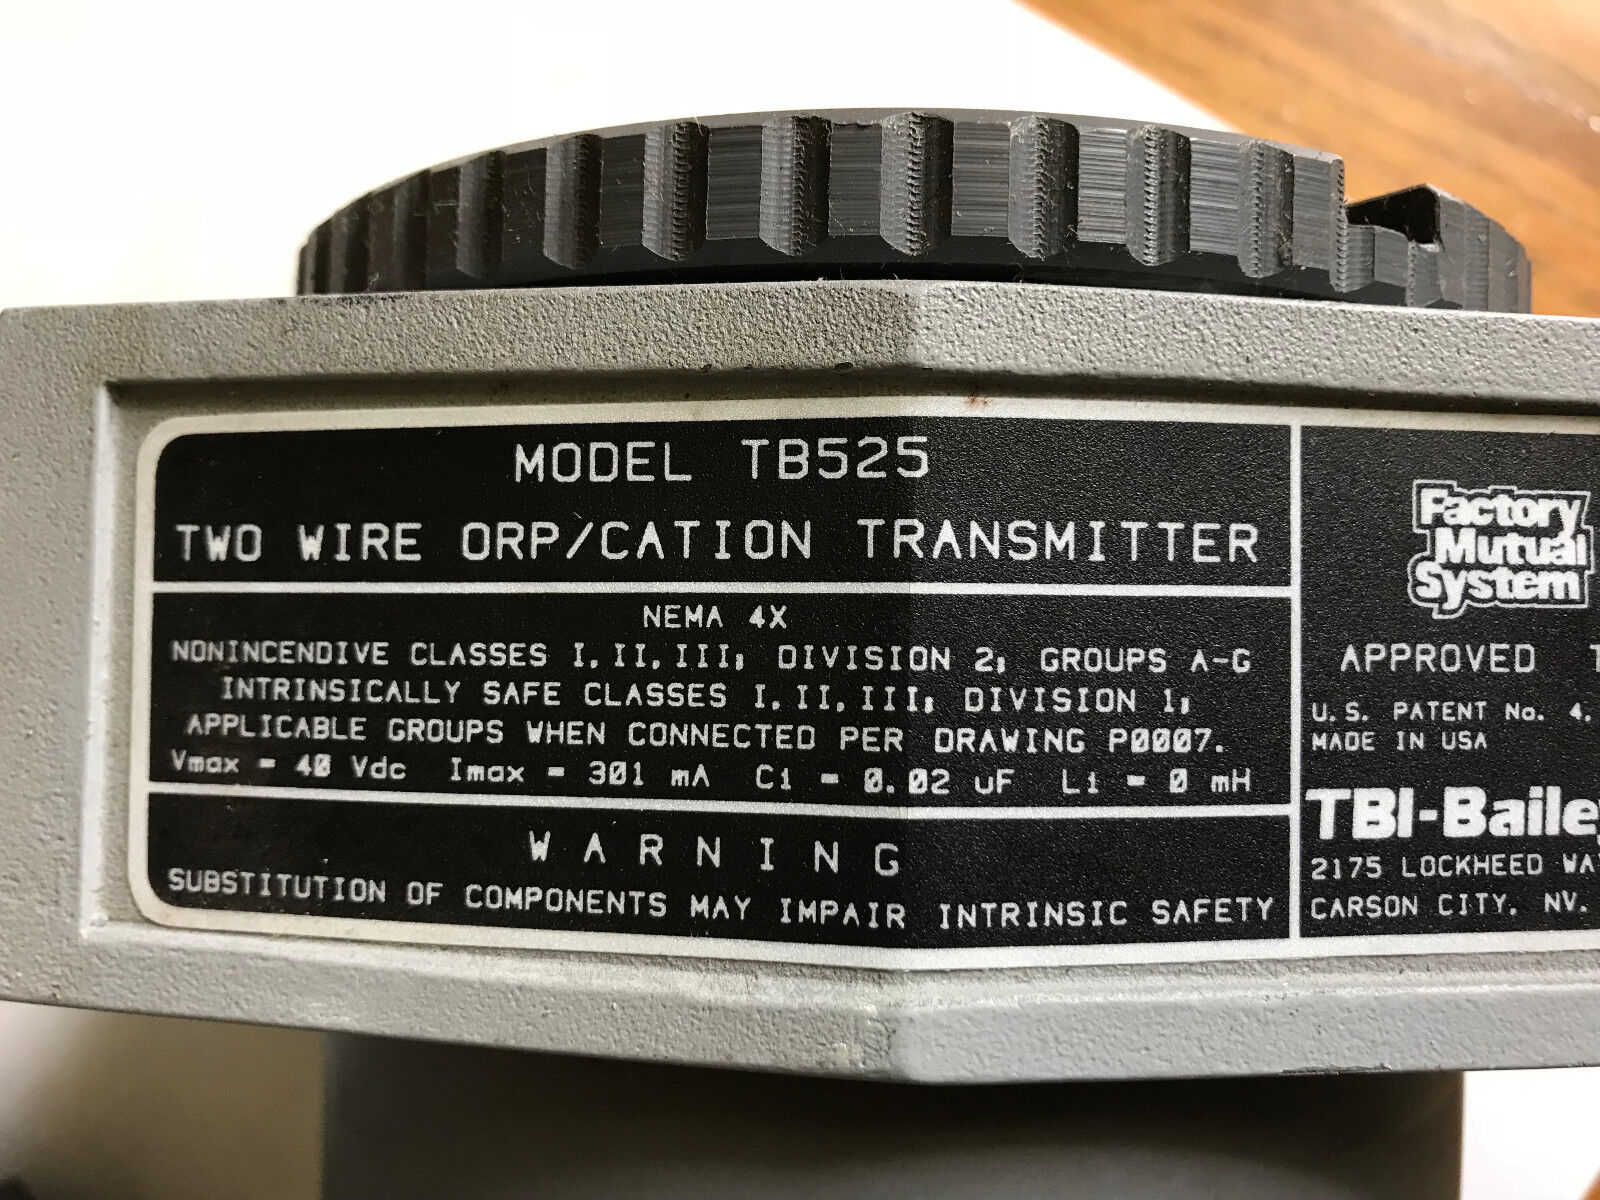 MODEL TB525
TWO WIRE ORP/CATION TRANSMITTER
NEMA 4X
NONINCENDIVE CLASSES I, II, III; DIVISION 2; GROUPS A-G
INTRINSICALLY SAFE CLASSES I, II, III; DIVISION 1;
APPLICABLE GROUPS WHEN CONNECTED PER DRAWING P0007.
Vmax = 40 Vdc Imax = 301 mA Ci = 0.02 uF Li = 0 mH
WARNING
SUBSTITUTION OF COMPONENTS MAY IMPAIR INTRINSIC SAFETY
Factory
Mutual
System
APPROVED
U.S. PATENT No. 4,
MADE IN USA
TBI-Bailey
2175 LOCKHEED WA
CARSON CITY, NV.